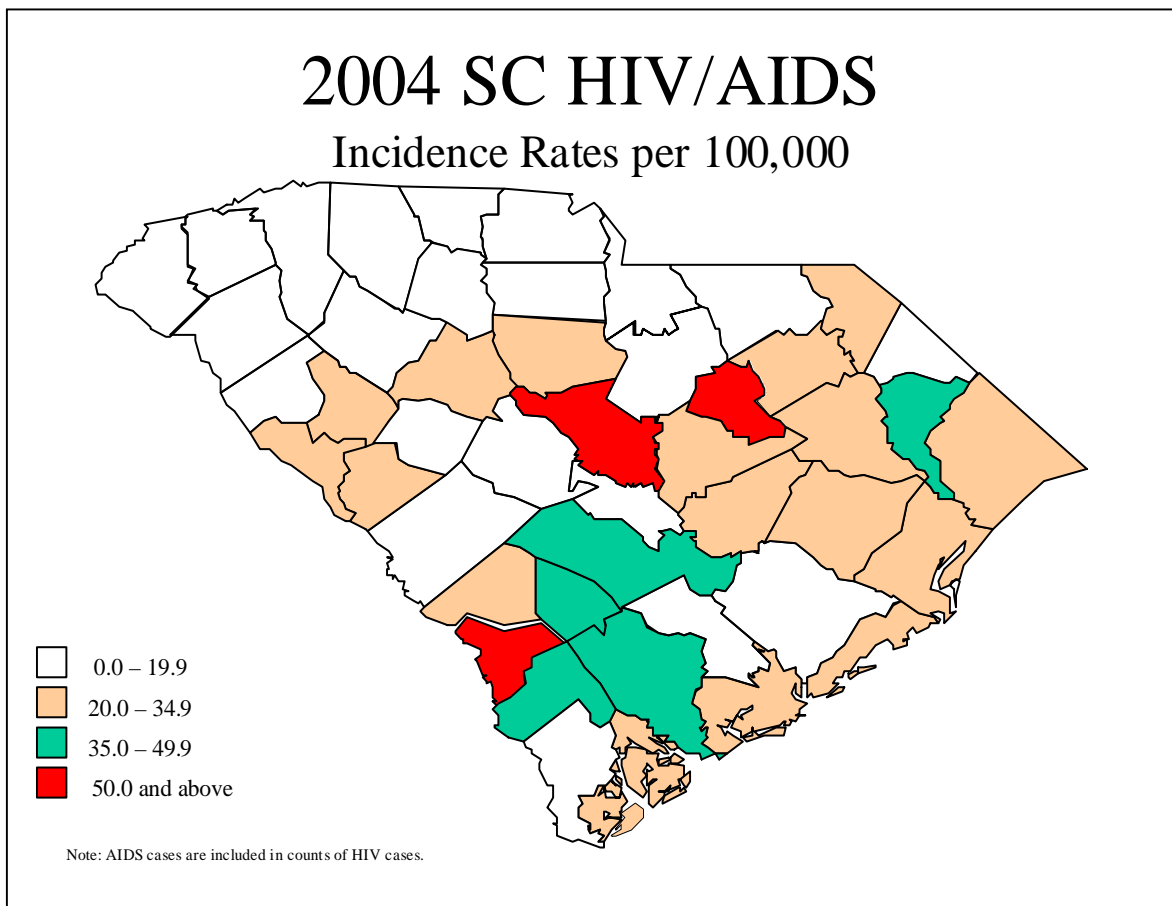 2004 SC HIV/AIDS
Incidence Rates per 100,000
0.0 – 19.9
20.0 – 34.9
35.0 – 49.9
50.0 and above
Note: AIDS cases are included in counts of HIV cases.